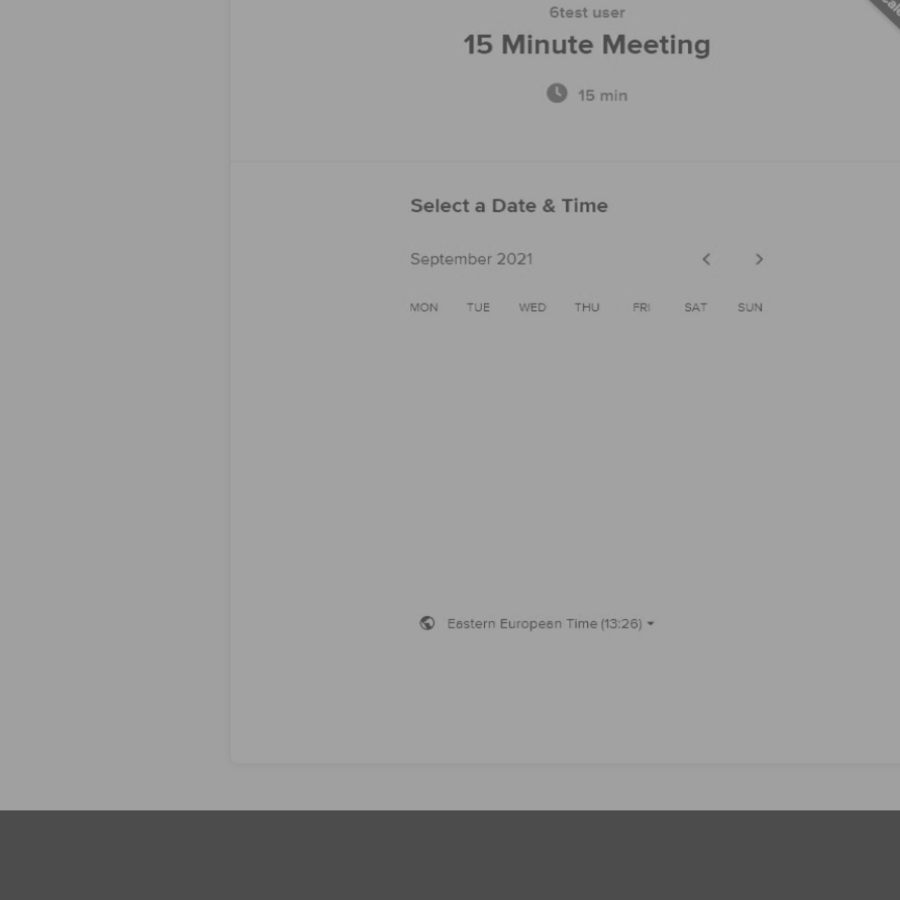 6test user
15 Minute Meeting
15 min
Select a Date & Time
September 2021
MON TUE WED THU FRI SAT SUN
Eastern European Time (13:26)